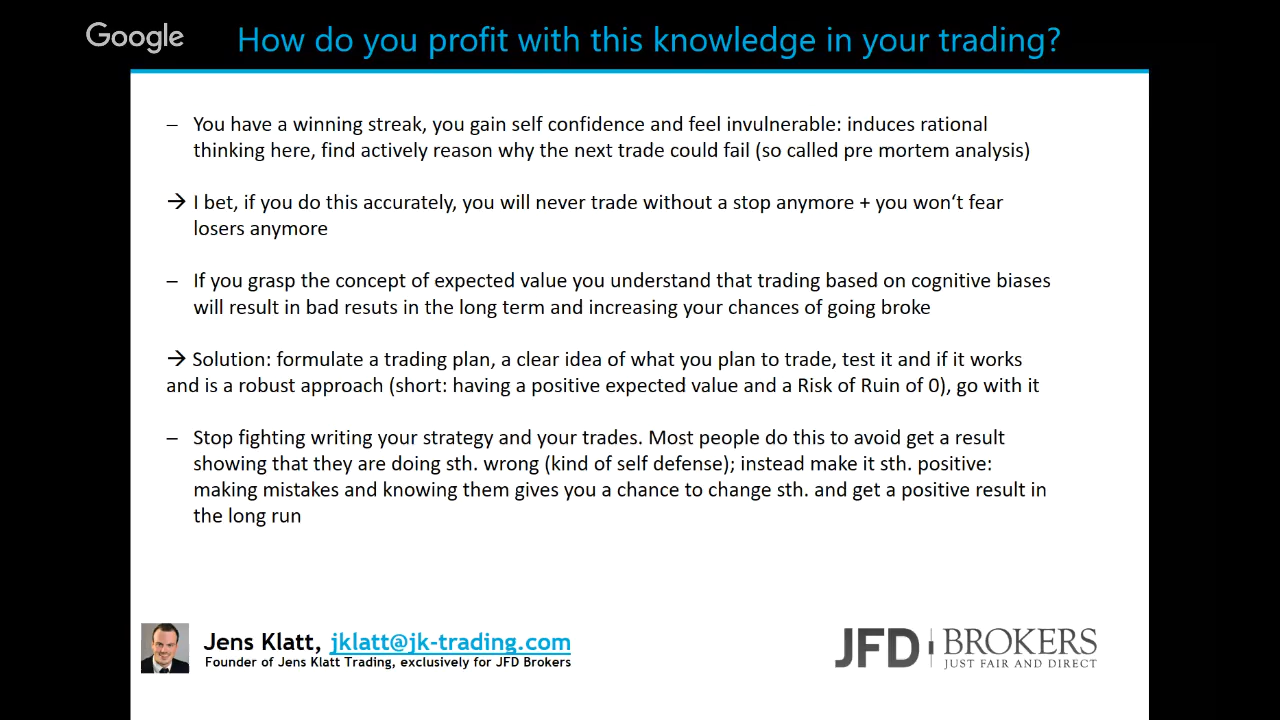 Google
How do you profit with this knowledge in your trading?
– You have a winning streak, you gain self confidence and feel invulnerable: induces rational
thinking here, find actively reason why the next trade could fail (so called pre mortem analysis)
→ I bet, if you do this accurately, you will never trade without a stop anymore + you won‘t fear
losers anymore
– If you grasp the concept of expected value you understand that trading based on cognitive biases
will result in bad resuts in the long term and increasing your chances of going broke
→ Solution: formulate a trading plan, a clear idea of what you plan to trade, test it and if it works
and is a robust approach (short: having a positive expected value and a Risk of Ruin of 0), go with it
– Stop fighting writing your strategy and your trades. Most people do this to avoid get a result
showing that they are doing sth. wrong (kind of self defense); instead make it sth. positive:
making mistakes and knowing them gives you a chance to change sth. and get a positive result in
the long run
Jens Klatt, jklatt@jk-trading.com
Founder of Jens Klatt Trading, exclusively for JFD Brokers
JFD BROKERS
JUST FAIR AND DIRECT